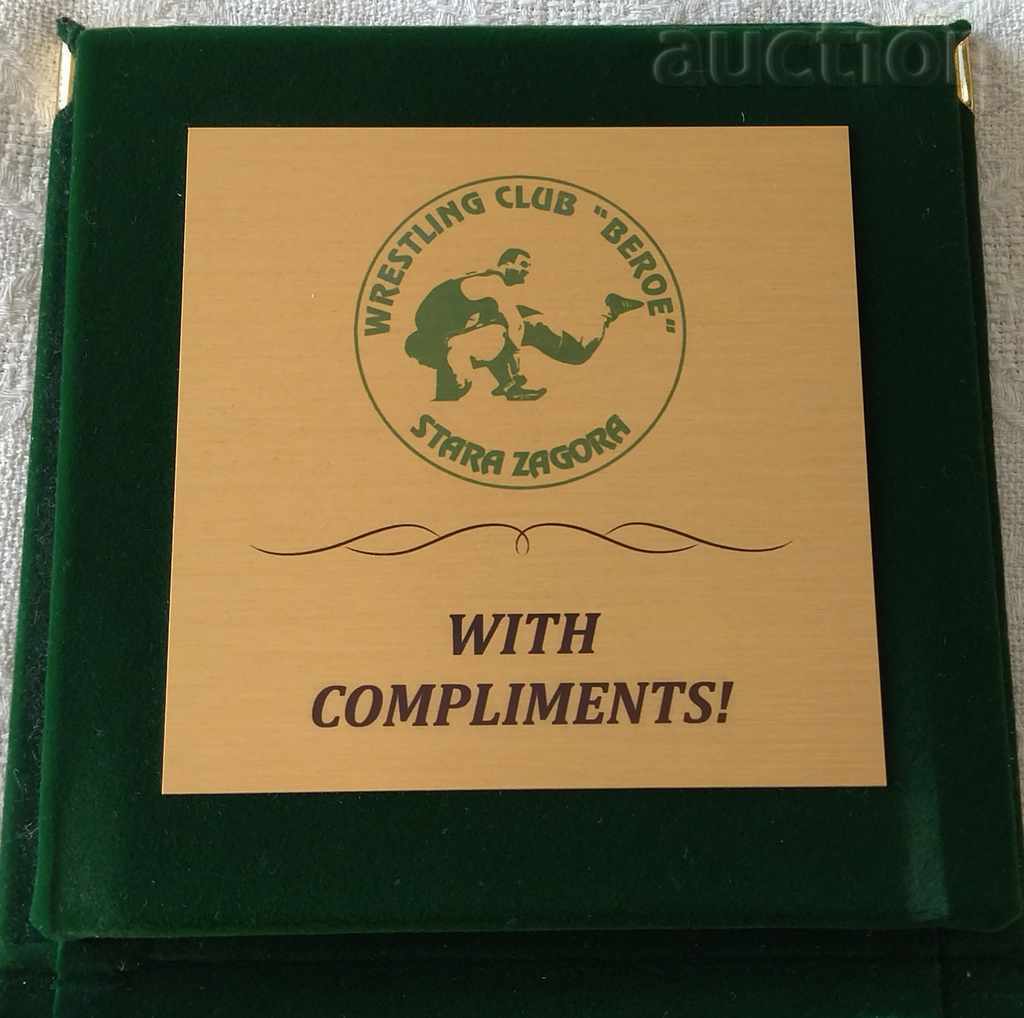 auction
WRESTLING CLUB "BEROE"
STARA ZAGORA
WITH
COMPLIMENTS!